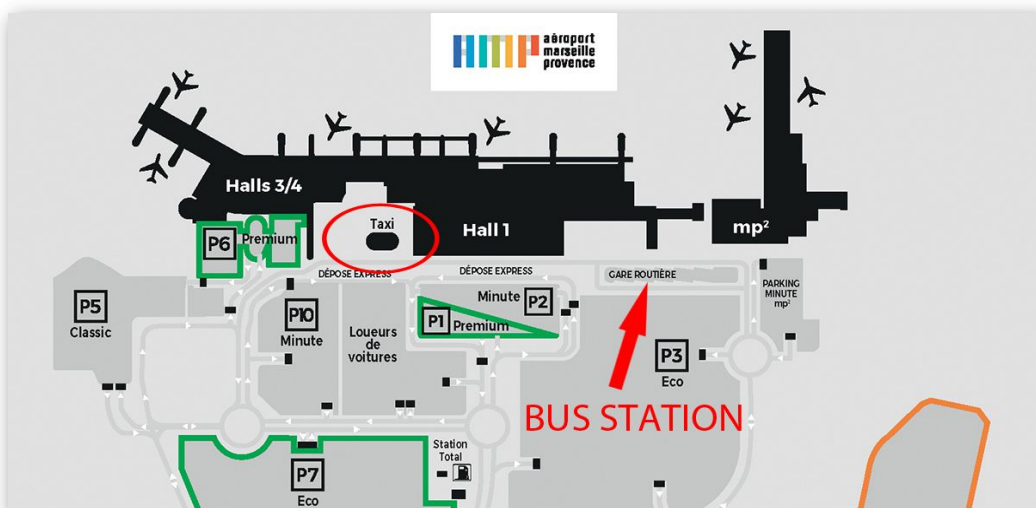 aéroport
marseille
provence
Halls 3/4
Taxi
Hall 1
mp²
P6
Premium
DÉPOSE EXPRESS
DÉPOSE EXPRESS
GARE ROUTIÈRE
P5
Classic
P10
Minute
Loueurs
de
voitures
Minute P2
P1 Premium
PARKING
MINUTE
mp²
P3
Eco
BUS STATION
Station
Total
P7
Eco